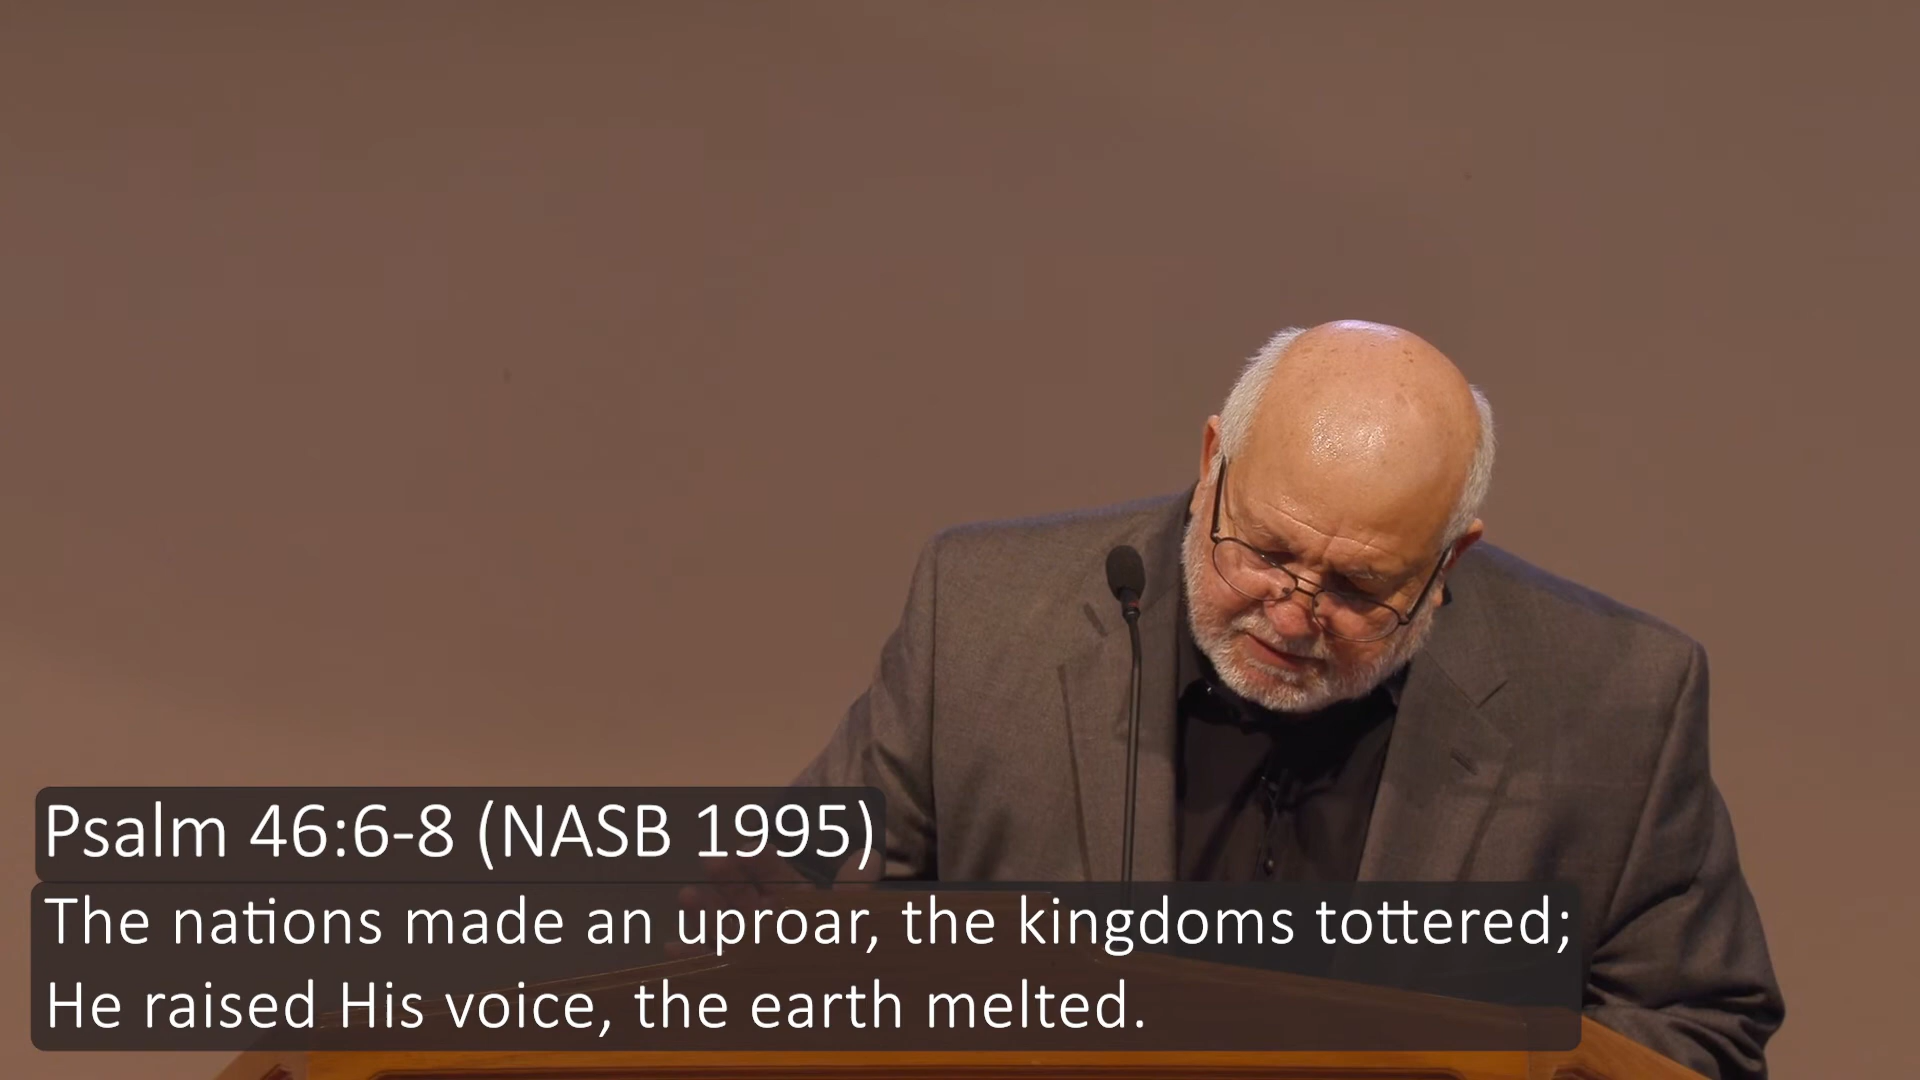 Psalm 46:6-8 (NASB 1995)
The nations made an uproar, the kingdoms tottered;
He raised His voice, the earth melted.